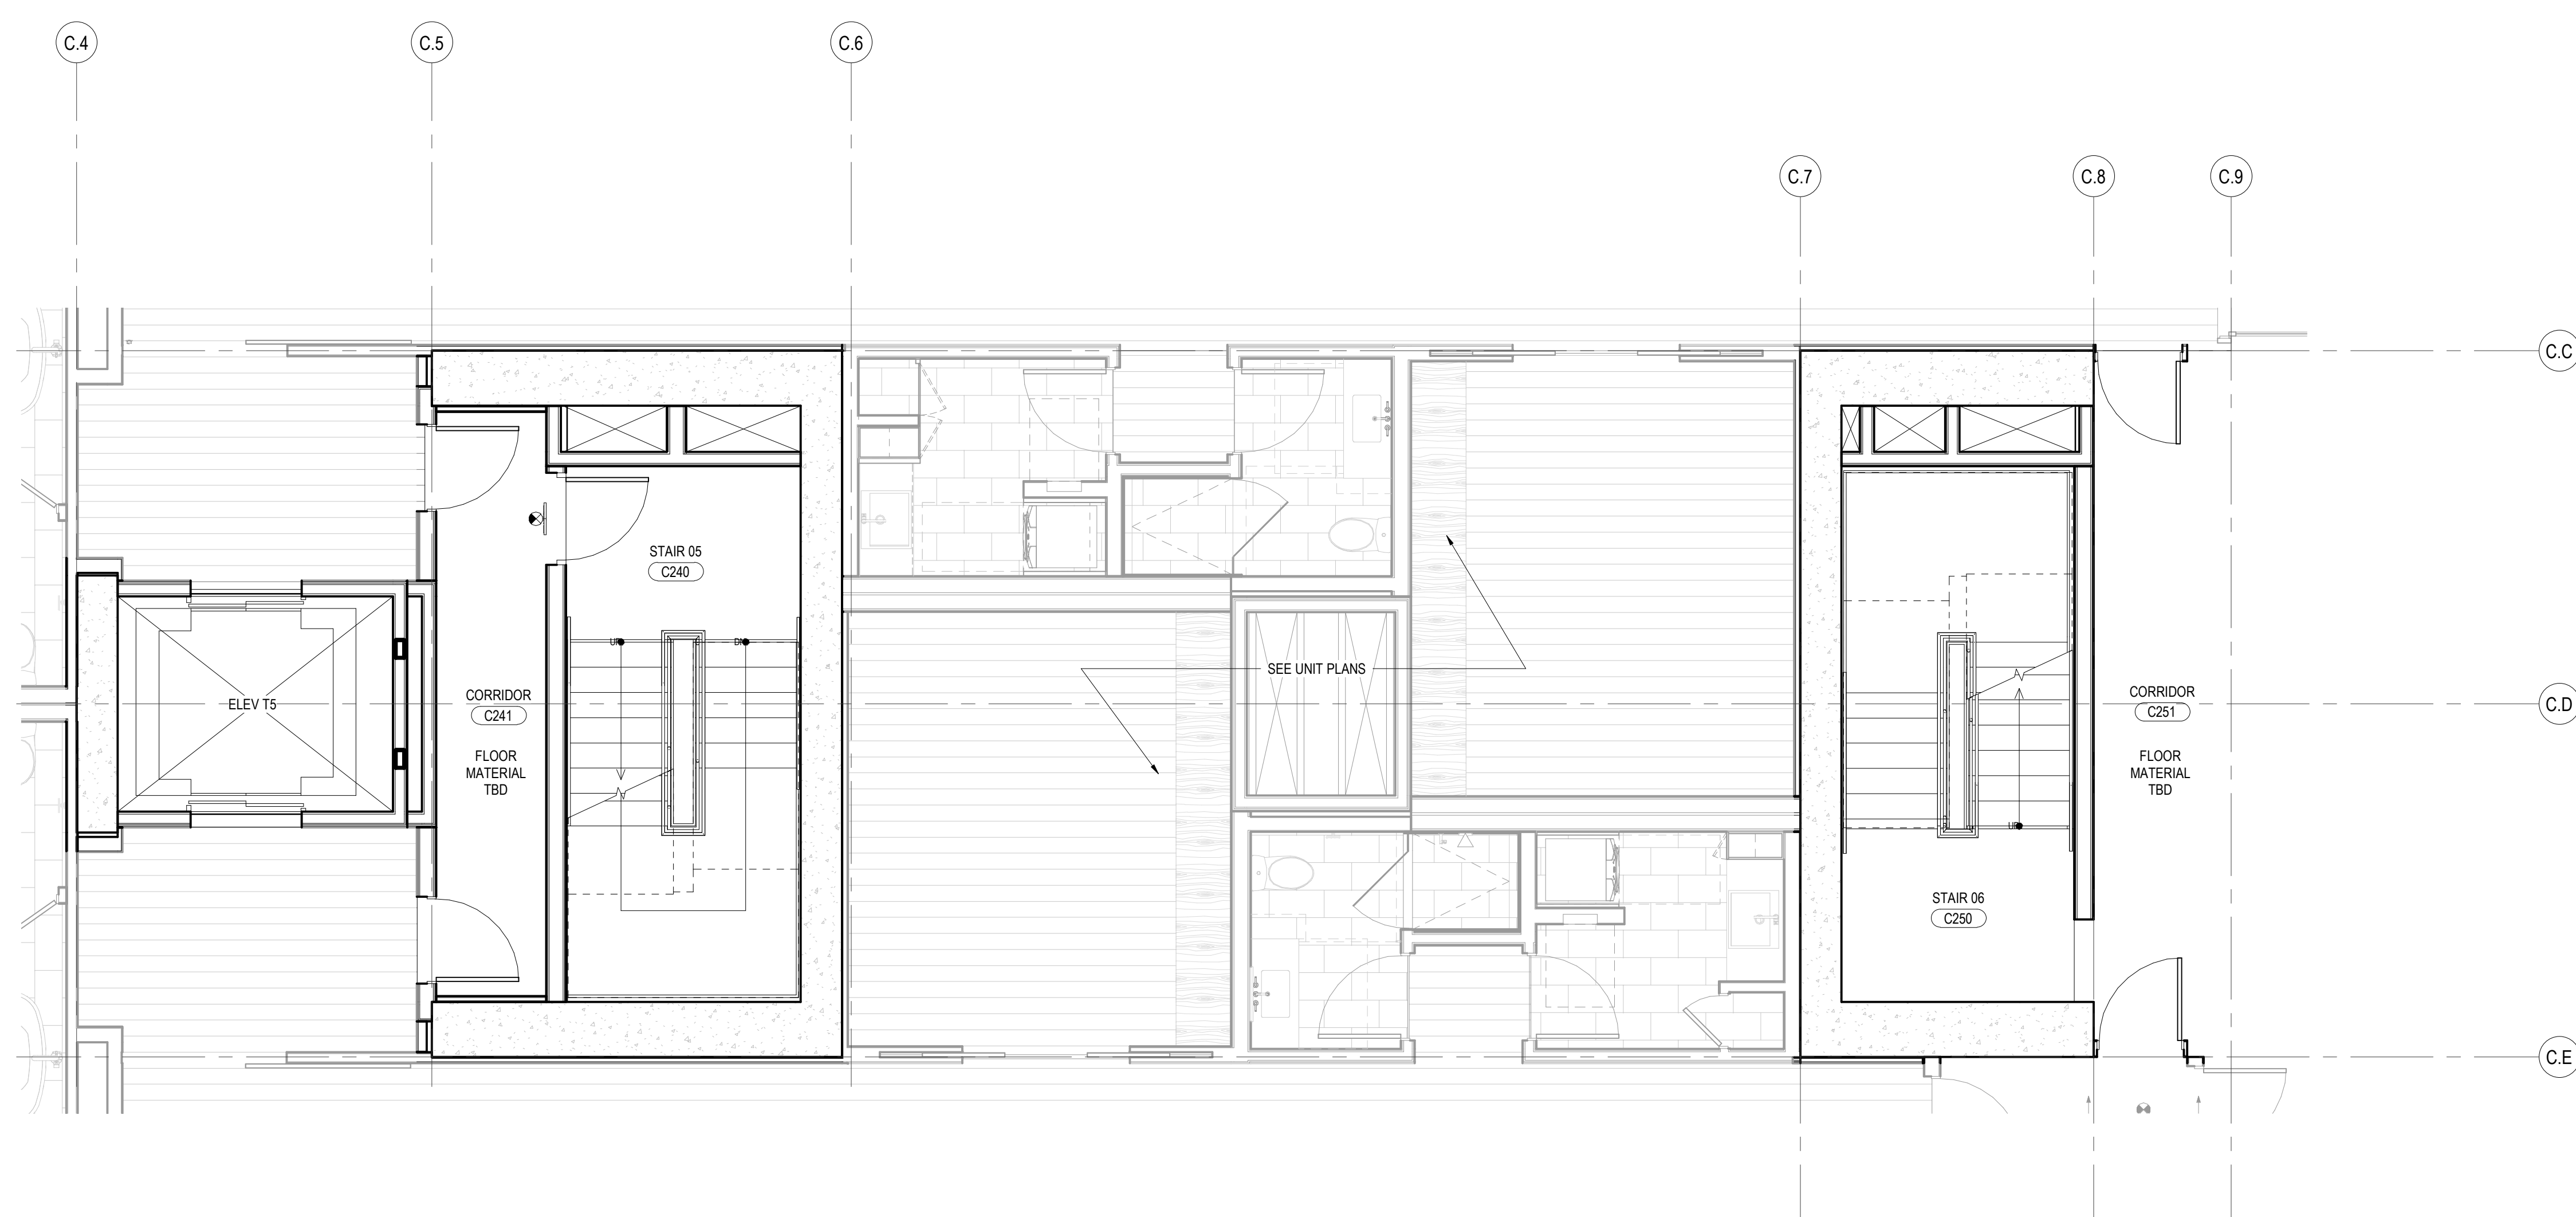 C.4
C.5
C.6
C.7
C.8
C.9
C.C
STAIR 05
C240
UP
DN
SEE UNIT PLANS
ELEV T5
CORRIDOR
C241
FLOOR
MATERIAL
TBD
CORRIDOR
C251
FLOOR
MATERIAL
TBD
C.D
UP
STAIR 06
C250
C.E